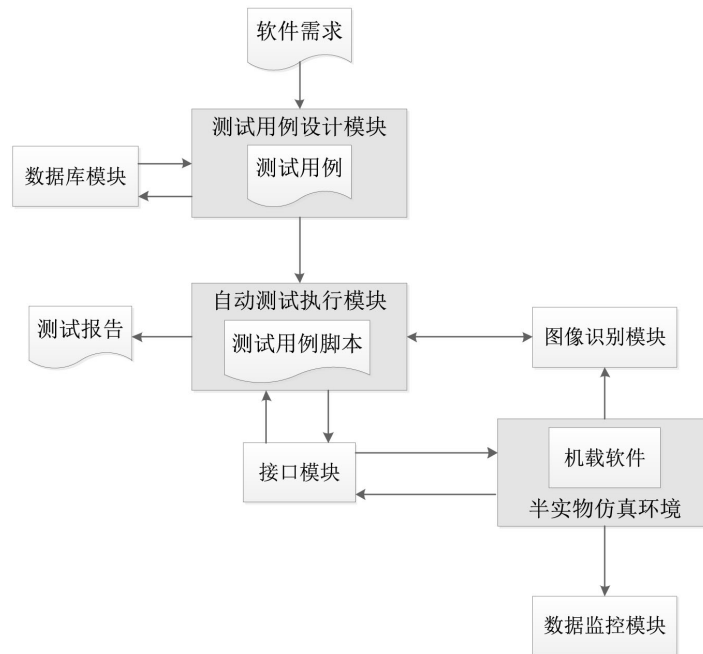 软件需求
测试用例设计模块
测试用例
数据库模块
自动测试执行模块
测试用例脚本
测试报告
图像识别模块
接口模块
机载软件
半实物仿真环境
数据监控模块